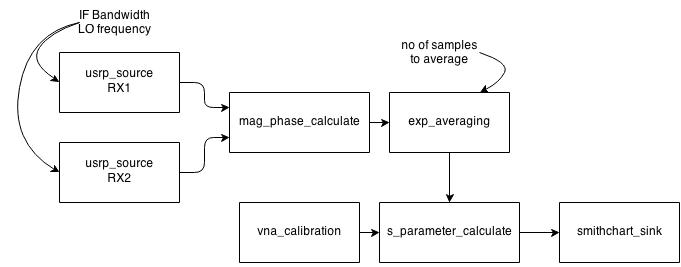 IF Bandwidth
LO frequency
usrp_source
RX1
no of samples
to average
mag_phase_calculate
exp_averaging
usrp_source
RX2
vna_calibration
s_parameter_calculate
smithchart_sink